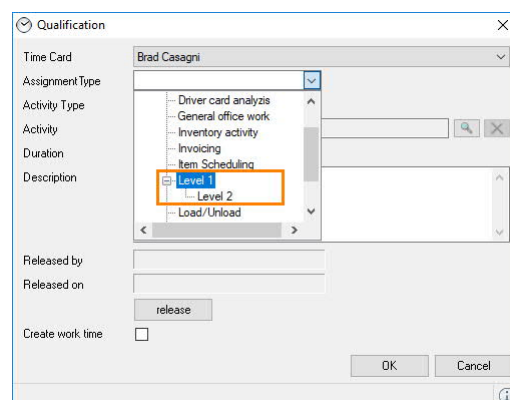 Qualification
Time Card Brad Casagni
Assignment Type
Activity Type
Activity
Duration
Description
Driver card analyzis
General office work
Inventory activity
Invoicing
Item Scheduling
Level 1
Level 2
Load/Unload
Released by
Released on
release
Create work time
OK Cancel